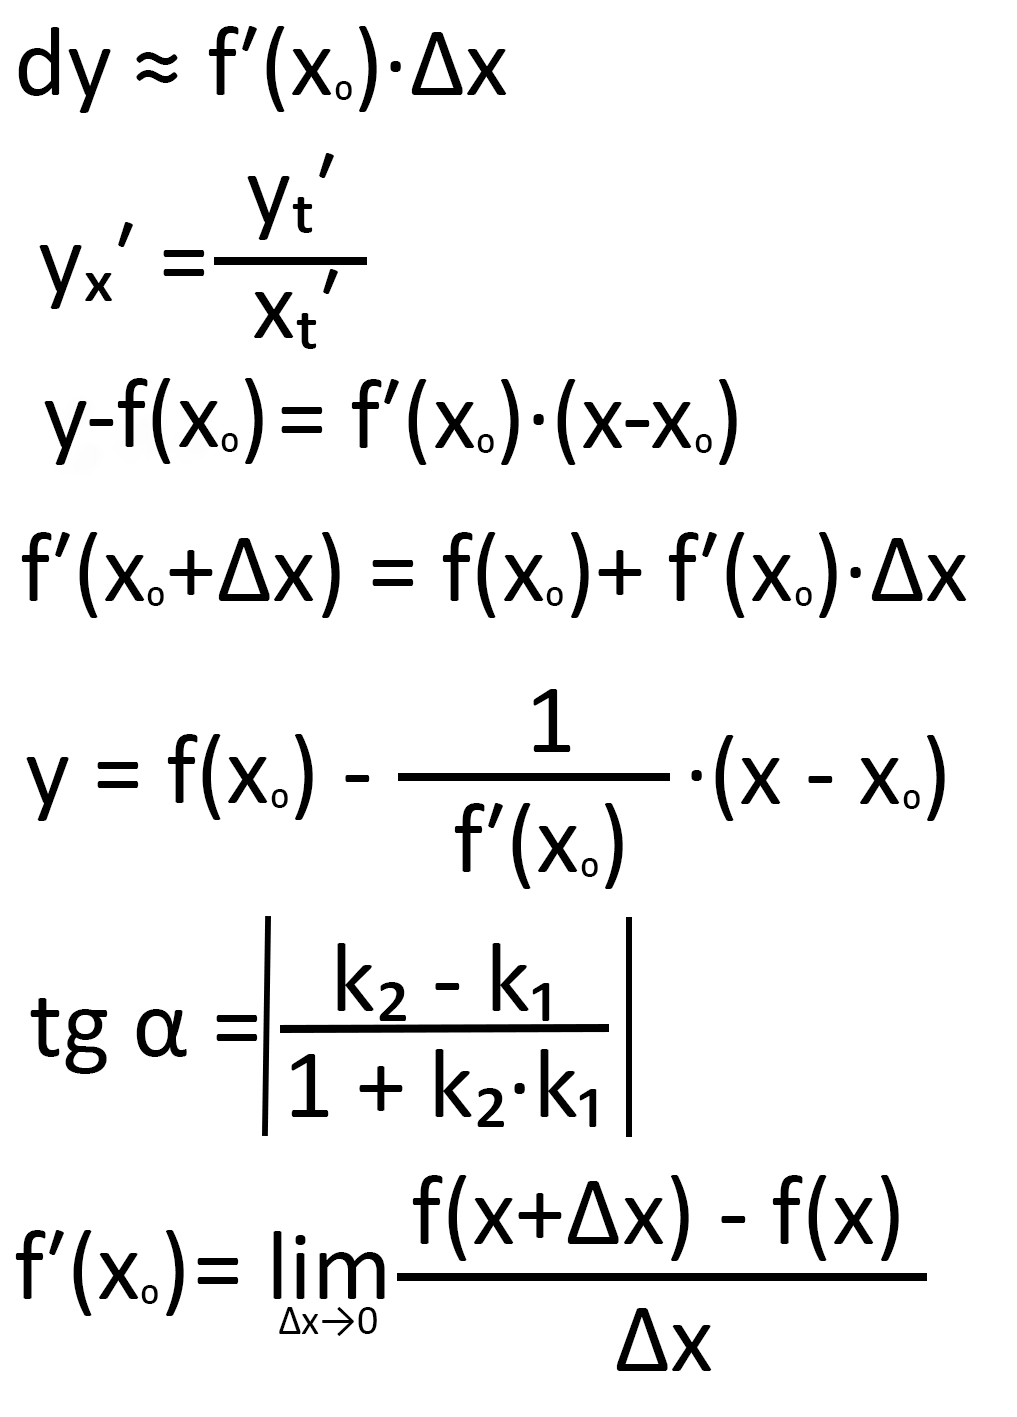 dy ≈ f′(x₀)·Δx
yₓ′ = yₜ′ / xₜ′
y-f(x₀) = f′(x₀)·(x-x₀)
f′(x₀+Δx) = f(x₀)+ f′(x₀)·Δx
y = f(x₀) - 1 / f′(x₀) ·(x - x₀)
tg α = | k₂ - k₁ / 1 + k₂·k₁ |
f′(x₀) = lim Δx→0 f(x+Δx) - f(x) / Δx